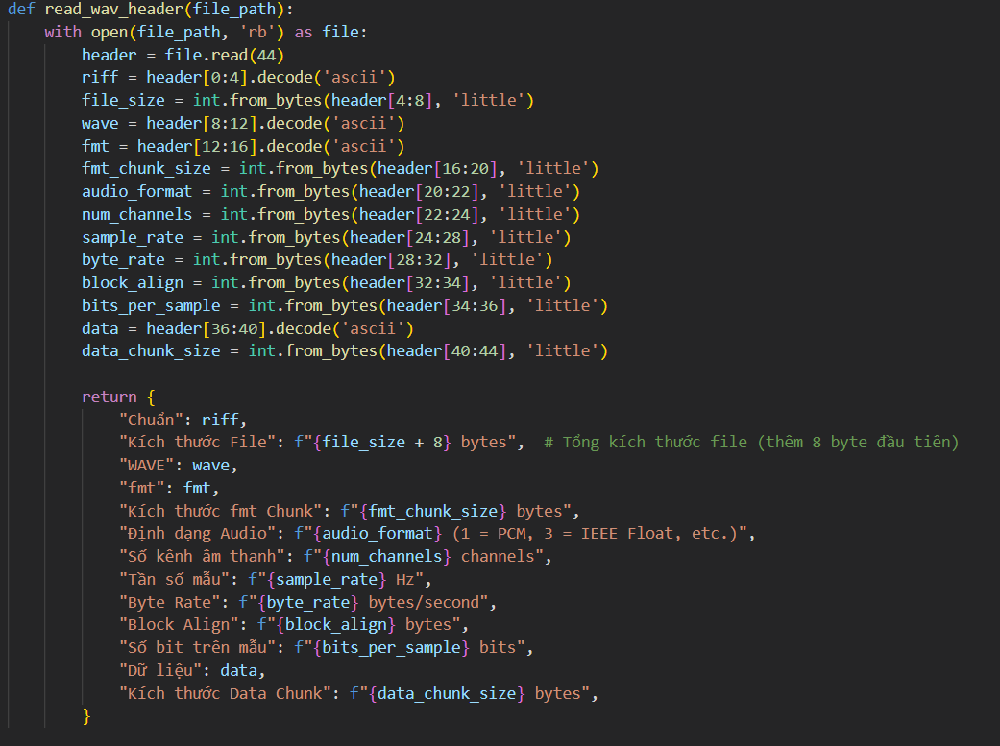 def read_wav_header(file_path):
    with open(file_path, 'rb') as file:
        header = file.read(44)
        riff = header[0:4].decode('ascii')
        file_size = int.from_bytes(header[4:8], 'little')
        wave = header[8:12].decode('ascii')
        fmt = header[12:16].decode('ascii')
        fmt_chunk_size = int.from_bytes(header[16:20], 'little')
        audio_format = int.from_bytes(header[20:22], 'little')
        num_channels = int.from_bytes(header[22:24], 'little')
        sample_rate = int.from_bytes(header[24:28], 'little')
        byte_rate = int.from_bytes(header[28:32], 'little')
        block_align = int.from_bytes(header[32:34], 'little')
        bits_per_sample = int.from_bytes(header[34:36], 'little')
        data = header[36:40].decode('ascii')
        data_chunk_size = int.from_bytes(header[40:44], 'little')

        return {
            "Chuẩn": riff,
            "Kích thước File": f"{file_size + 8} bytes",  # Tổng kích thước file (thêm 8 byte đầu tiên)
            "WAVE": wave,
            "fmt": fmt,
            "Kích thước fmt Chunk": f"{fmt_chunk_size} bytes",
            "Định dạng Audio": f"{audio_format} (1 = PCM, 3 = IEEE Float, etc.)",
            "Số kênh âm thanh": f"{num_channels} channels",
            "Tần số mẫu": f"{sample_rate} Hz",
            "Byte Rate": f"{byte_rate} bytes/second",
            "Block Align": f"{block_align} bytes",
            "Số bit trên mẫu": f"{bits_per_sample} bits",
            "Dữ liệu": data,
            "Kích thước Data Chunk": f"{data_chunk_size} bytes",
        }